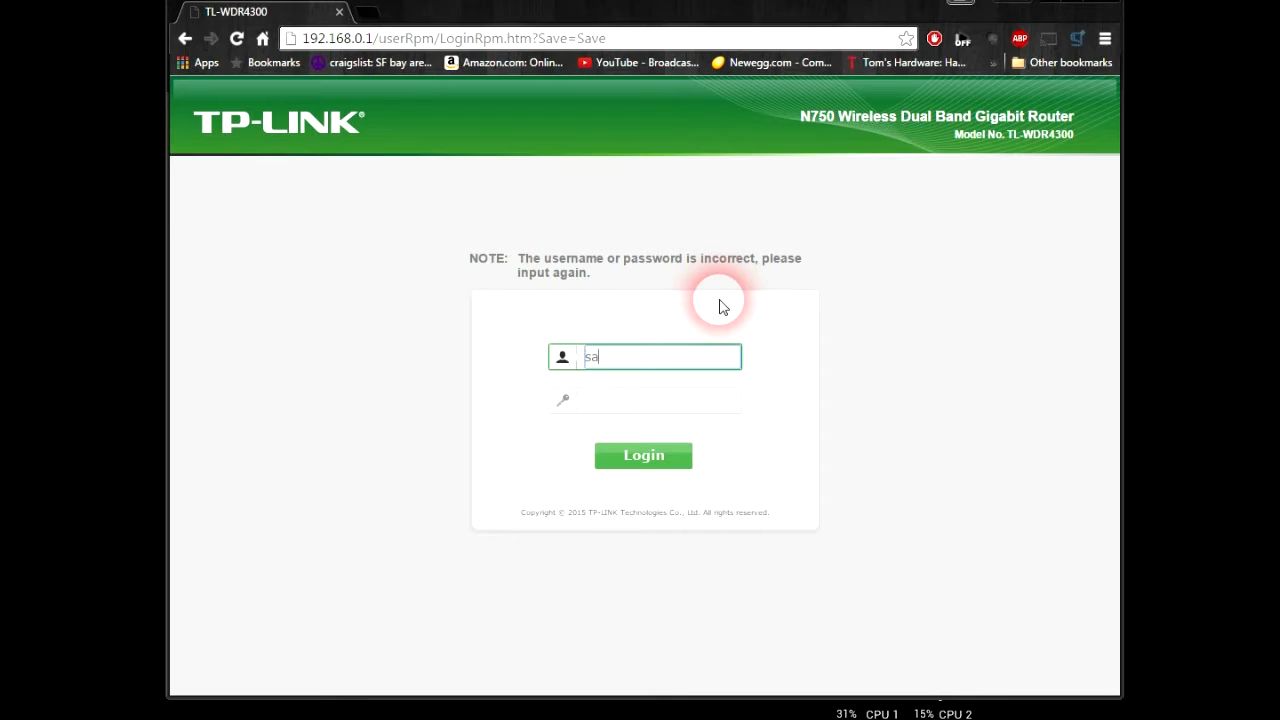 TL-WDR4300
192.168.0.1/userRpm/LoginRpm.htm?Save=Save
ABP
OFF
Apps Bookmarks craigslist: SF bay are... Amazon.com: Onlin... YouTube - Broadcas... Newegg.com - Com... Tom's Hardware: Ha... » Other bookmarks
TP-LINK®
N750 Wireless Dual Band Gigabit Router
Model No. TL-WDR4300
NOTE: The username or password is incorrect, please
input again.
sa
Login
Copyright © 2015 TP-LINK Technologies Co., Ltd. All rights reserved.
31% CPU 1 15% CPU 2